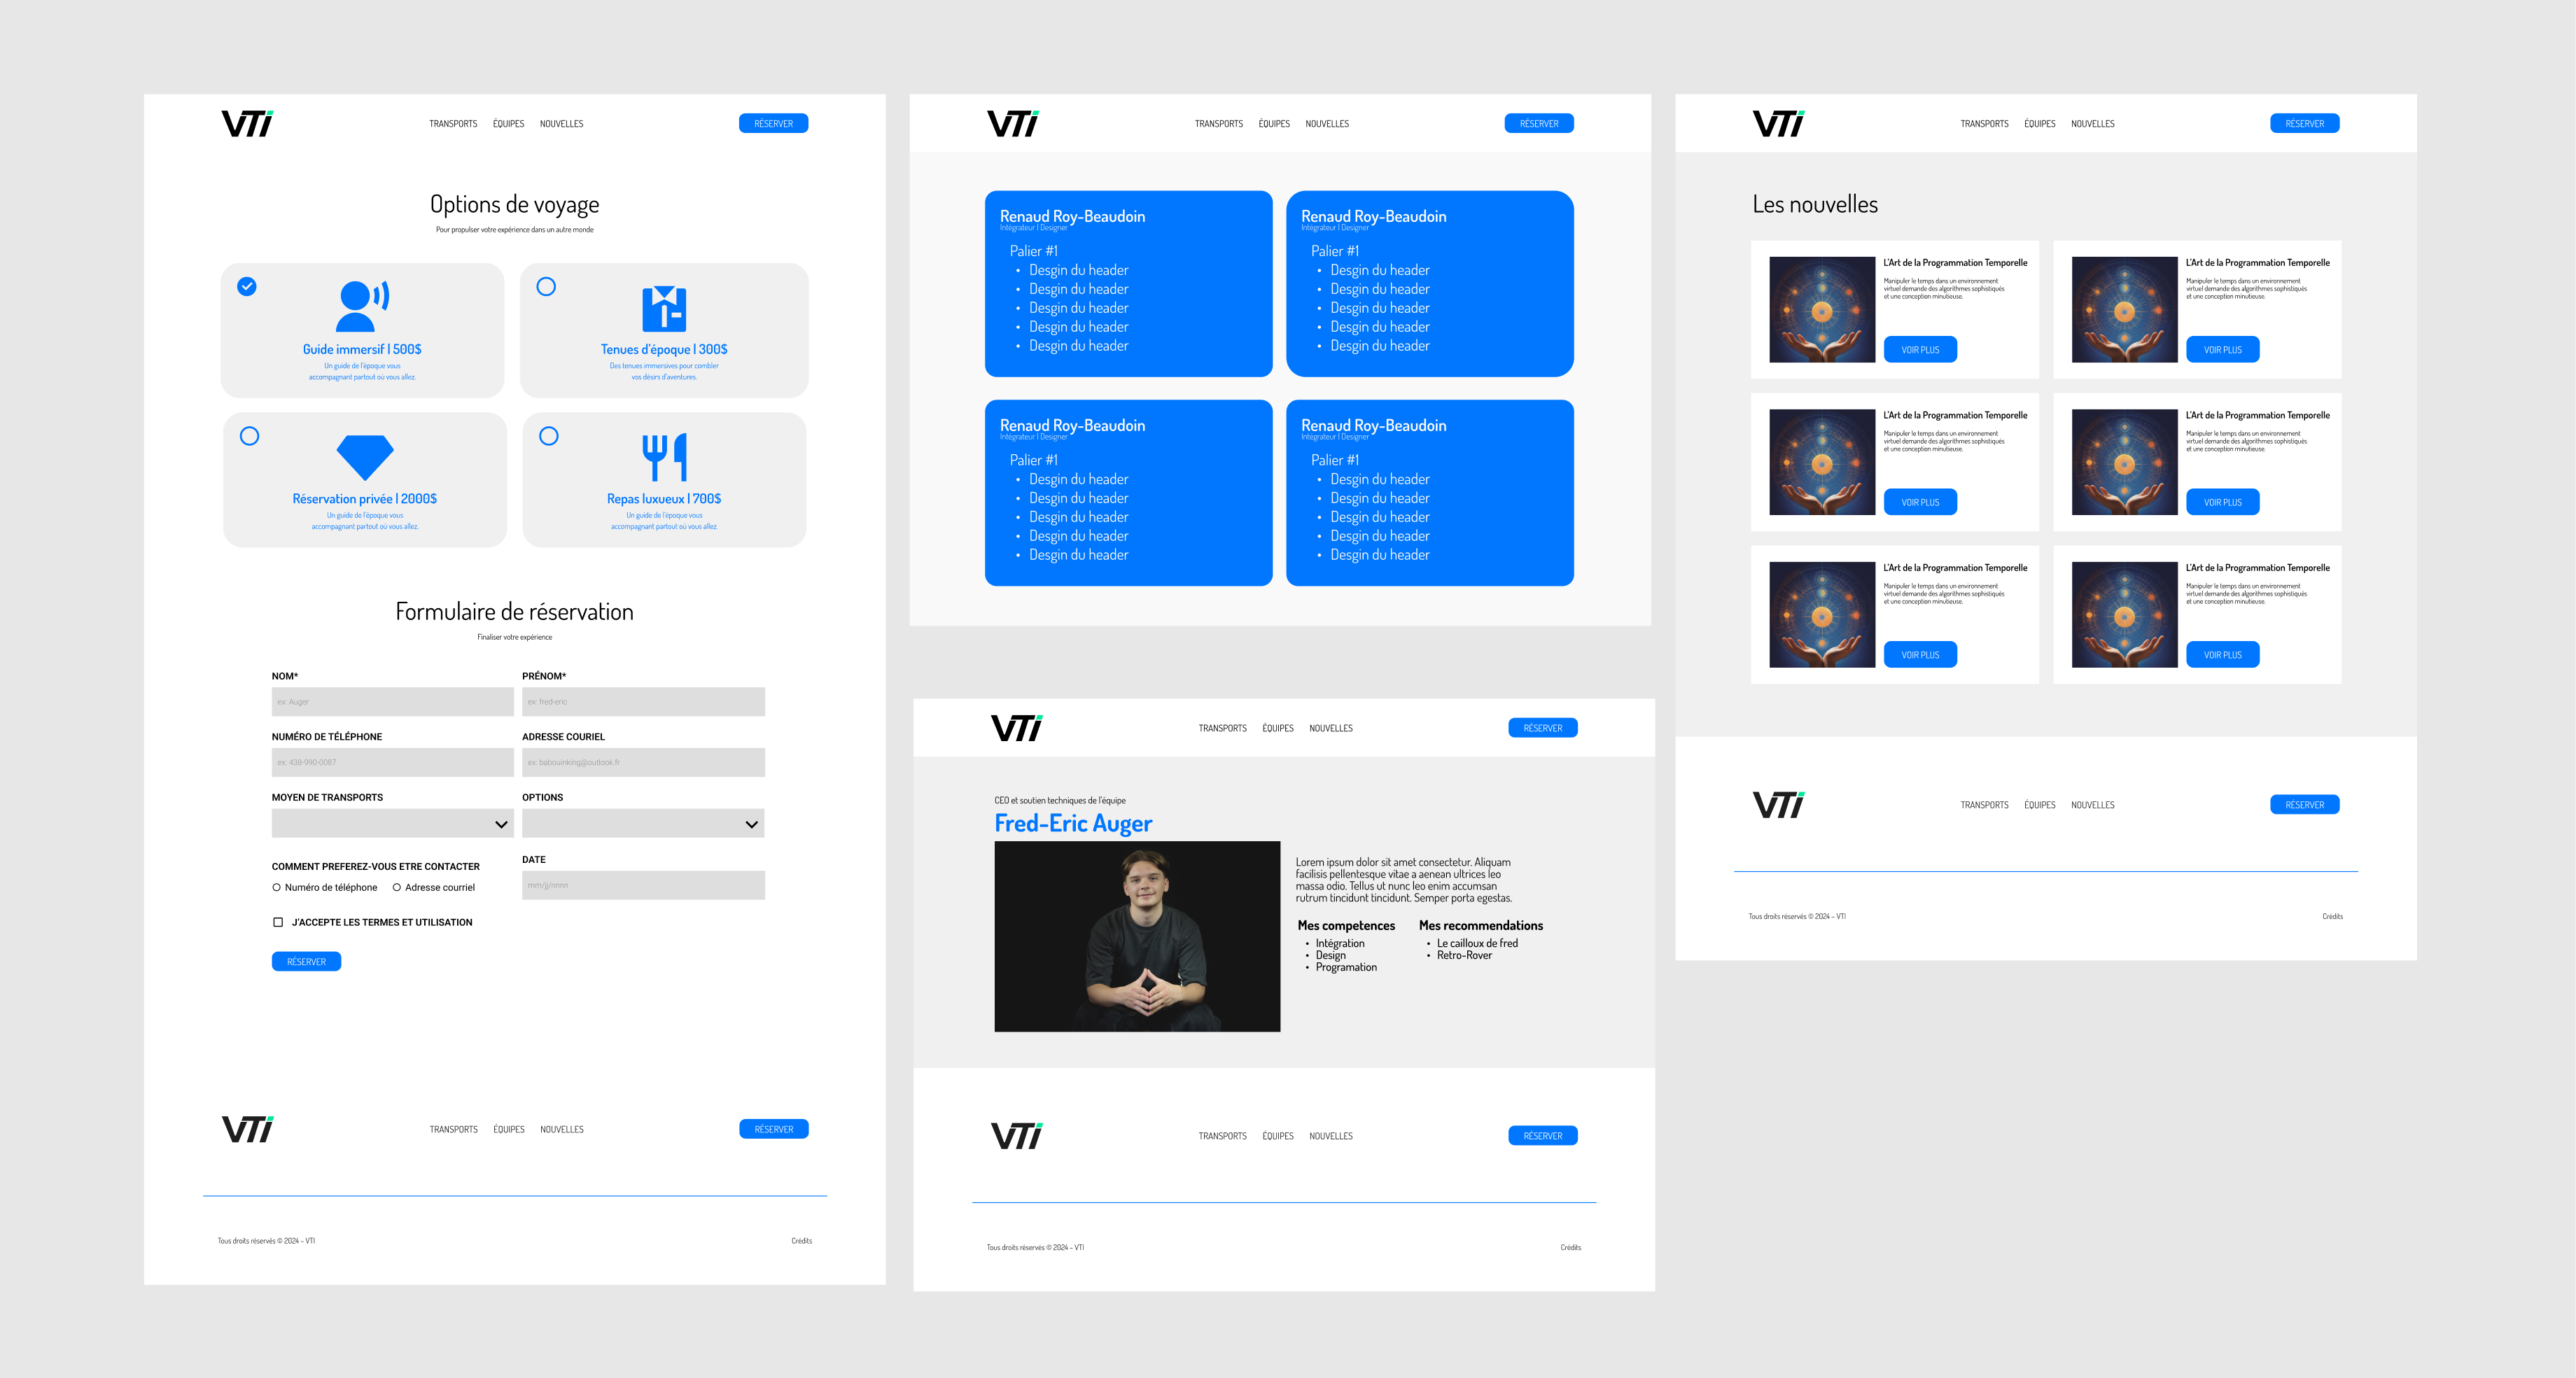 VTi
TRANSPORTS ÉQUIPES NOUVELLES
RÉSERVER
Options de voyage
Pour propulser votre expérience dans un autre monde
Guide immersif | 500$
Un guide de l'époque vous
accompagnant partout où vous allez.
Tenues d'époque | 300$
Des tenues immersives pour combler
vos désirs d'aventures.
Réservation privée | 2000$
Un guide de l'époque vous
accompagnant partout où vous allez.
Repas luxueux | 700$
Un guide de l'époque vous
accompagnant partout où vous allez.
Formulaire de réservation
Finaliser votre expérience
NOM*
ex: Auger
PRÉNOM*
ex: fred-eric
NUMÉRO DE TÉLÉPHONE
ex: 438-990-0087
ADRESSE COURIEL
ex: babouinking@outlook.fr
MOYEN DE TRANSPORTS
OPTIONS
COMMENT PREFEREZ-VOUS ETRE CONTACTER
Numéro de téléphone
Adresse courriel
DATE
mm/jj/nnnn
J'ACCEPTE LES TERMES ET UTILISATION
RÉSERVER
VTi
TRANSPORTS ÉQUIPES NOUVELLES
RÉSERVER
Tous droits réservés © 2024 – VTI
Crédits
VTi
TRANSPORTS ÉQUIPES NOUVELLES
RÉSERVER
Renaud Roy-Beaudoin
Intégrateur | Designer
Palier #1
• Desgin du header
• Desgin du header
• Desgin du header
• Desgin du header
• Desgin du header
Renaud Roy-Beaudoin
Intégrateur | Designer
Palier #1
• Desgin du header
• Desgin du header
• Desgin du header
• Desgin du header
• Desgin du header
Renaud Roy-Beaudoin
Intégrateur | Designer
Palier #1
• Desgin du header
• Desgin du header
• Desgin du header
• Desgin du header
• Desgin du header
Renaud Roy-Beaudoin
Intégrateur | Designer
Palier #1
• Desgin du header
• Desgin du header
• Desgin du header
• Desgin du header
• Desgin du header
VTi
TRANSPORTS ÉQUIPES NOUVELLES
RÉSERVER
CEO et soutien techniques de l'équipe
Fred-Eric Auger
Lorem ipsum dolor sit amet consectetur. Aliquam
facilisis pellentesque vitae a aenean ultrices leo
massa odio. Tellus ut nunc leo enim accumsan
rutrum tincidunt tincidunt. Semper porta egestas.
Mes competences
• Intégration
• Design
• Programation
Mes recommendations
• Le cailloux de fred
• Retro-Rover
VTi
TRANSPORTS ÉQUIPES NOUVELLES
RÉSERVER
Tous droits réservés © 2024 – VTI
Crédits
VTi
TRANSPORTS ÉQUIPES NOUVELLES
RÉSERVER
Les nouvelles
L'Art de la Programmation Temporelle
Manipuler le temps dans un environnement
virtuel demande des algorithmes sophistiqués
et une conception minutieuse.
VOIR PLUS
L'Art de la Programmation Temporelle
Manipuler le temps dans un environnement
virtuel demande des algorithmes sophistiqués
et une conception minutieuse.
VOIR PLUS
L'Art de la Programmation Temporelle
Manipuler le temps dans un environnement
virtuel demande des algorithmes sophistiqués
et une conception minutieuse.
VOIR PLUS
L'Art de la Programmation Temporelle
Manipuler le temps dans un environnement
virtuel demande des algorithmes sophistiqués
et une conception minutieuse.
VOIR PLUS
L'Art de la Programmation Temporelle
Manipuler le temps dans un environnement
virtuel demande des algorithmes sophistiqués
et une conception minutieuse.
VOIR PLUS
L'Art de la Programmation Temporelle
Manipuler le temps dans un environnement
virtuel demande des algorithmes sophistiqués
et une conception minutieuse.
VOIR PLUS
VTi
TRANSPORTS ÉQUIPES NOUVELLES
RÉSERVER
Tous droits réservés © 2024 – VTI
Crédits